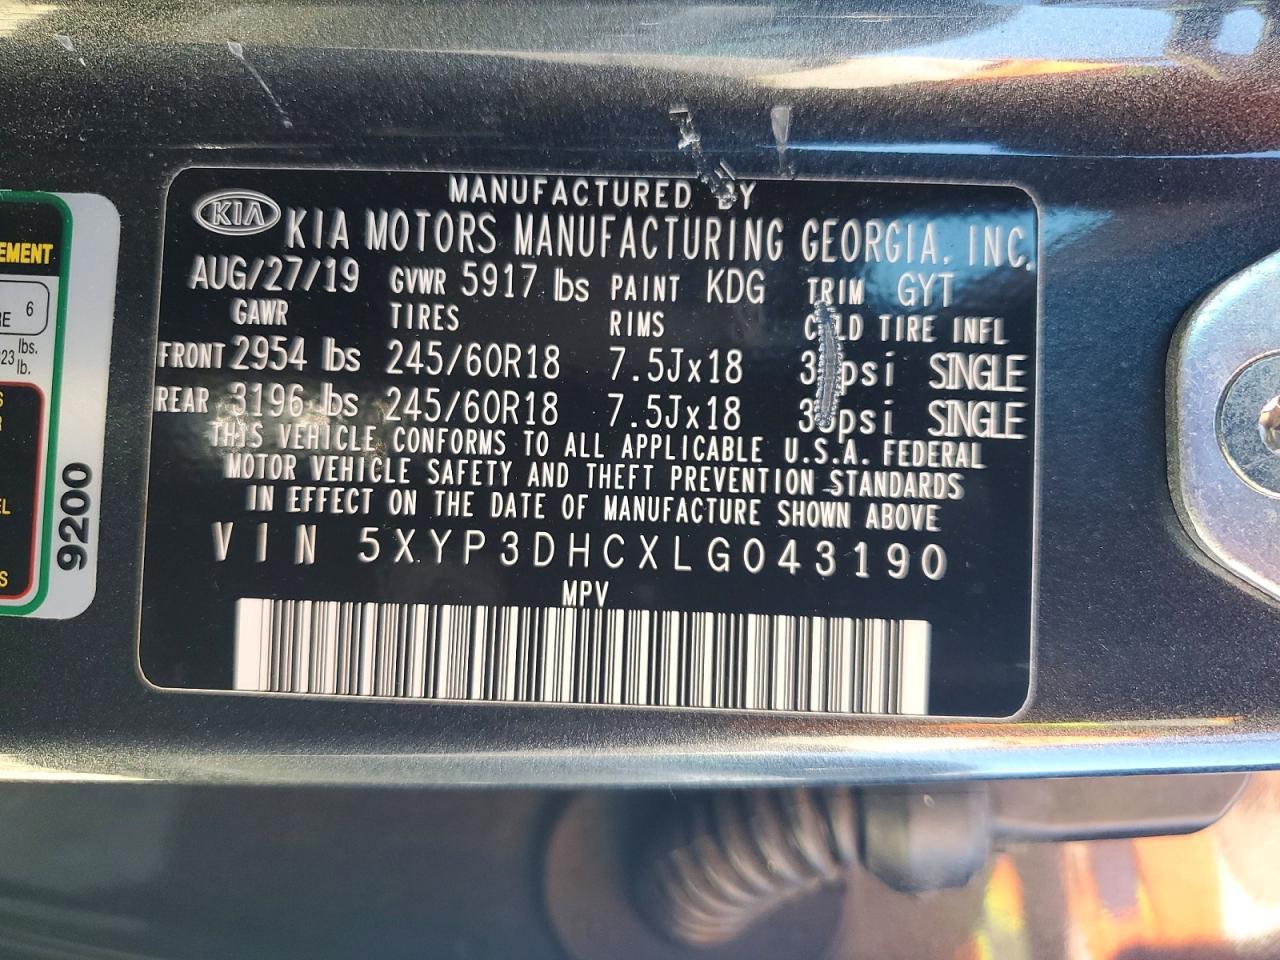 MANUFACTURED BY
KIA KIA MOTORS MANUFACTURING GEORGIA, INC.
AUG/27/19 GVWR 5917 lbs PAINT KDG TRIM GYT
GAWR TIRES RIMS COLD TIRE INFL
FRONT 2954 lbs 245/60R18 7.5Jx18 psi SINGLE
REAR 3196 lbs 245/60R18 7.5Jx18 psi SINGLE
THIS VEHICLE CONFORMS TO ALL APPLICABLE U.S.A. FEDERAL
MOTOR VEHICLE SAFETY AND THEFT PREVENTION STANDARDS
IN EFFECT ON THE DATE OF MANUFACTURE SHOWN ABOVE
VIN 5XYP3DHCXLG043190
MPV
6
lbs.
lb.
9200